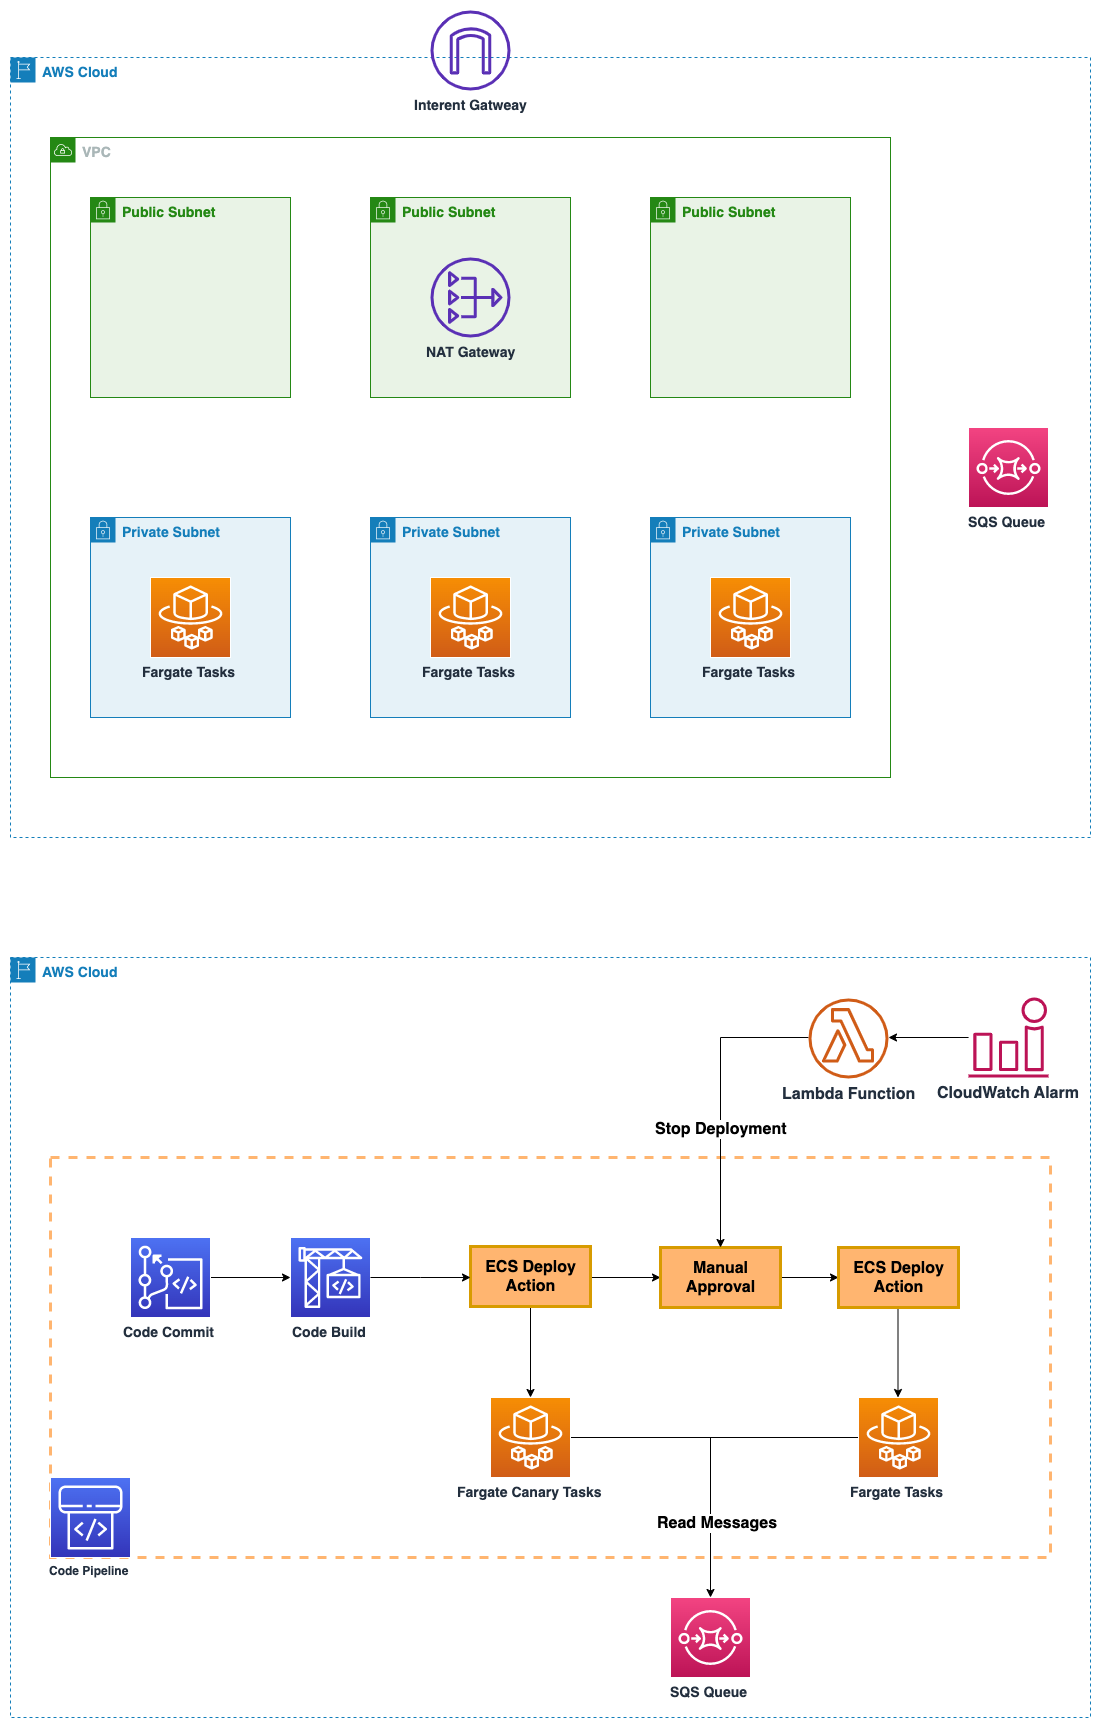 Interent Gatweay
AWS Cloud
VPC
Public Subnet
Public Subnet
Public Subnet
NAT Gateway
SQS Queue
Private Subnet
Private Subnet
Private Subnet
Fargate Tasks
Fargate Tasks
Fargate Tasks
AWS Cloud
Lambda Function
CloudWatch Alarm
Stop Deployment
ECS Deploy
Action
Manual
Approval
ECS Deploy
Action
Code Commit
Code Build
Fargate Canary Tasks
Fargate Tasks
Read Messages
Code Pipeline
SQS Queue